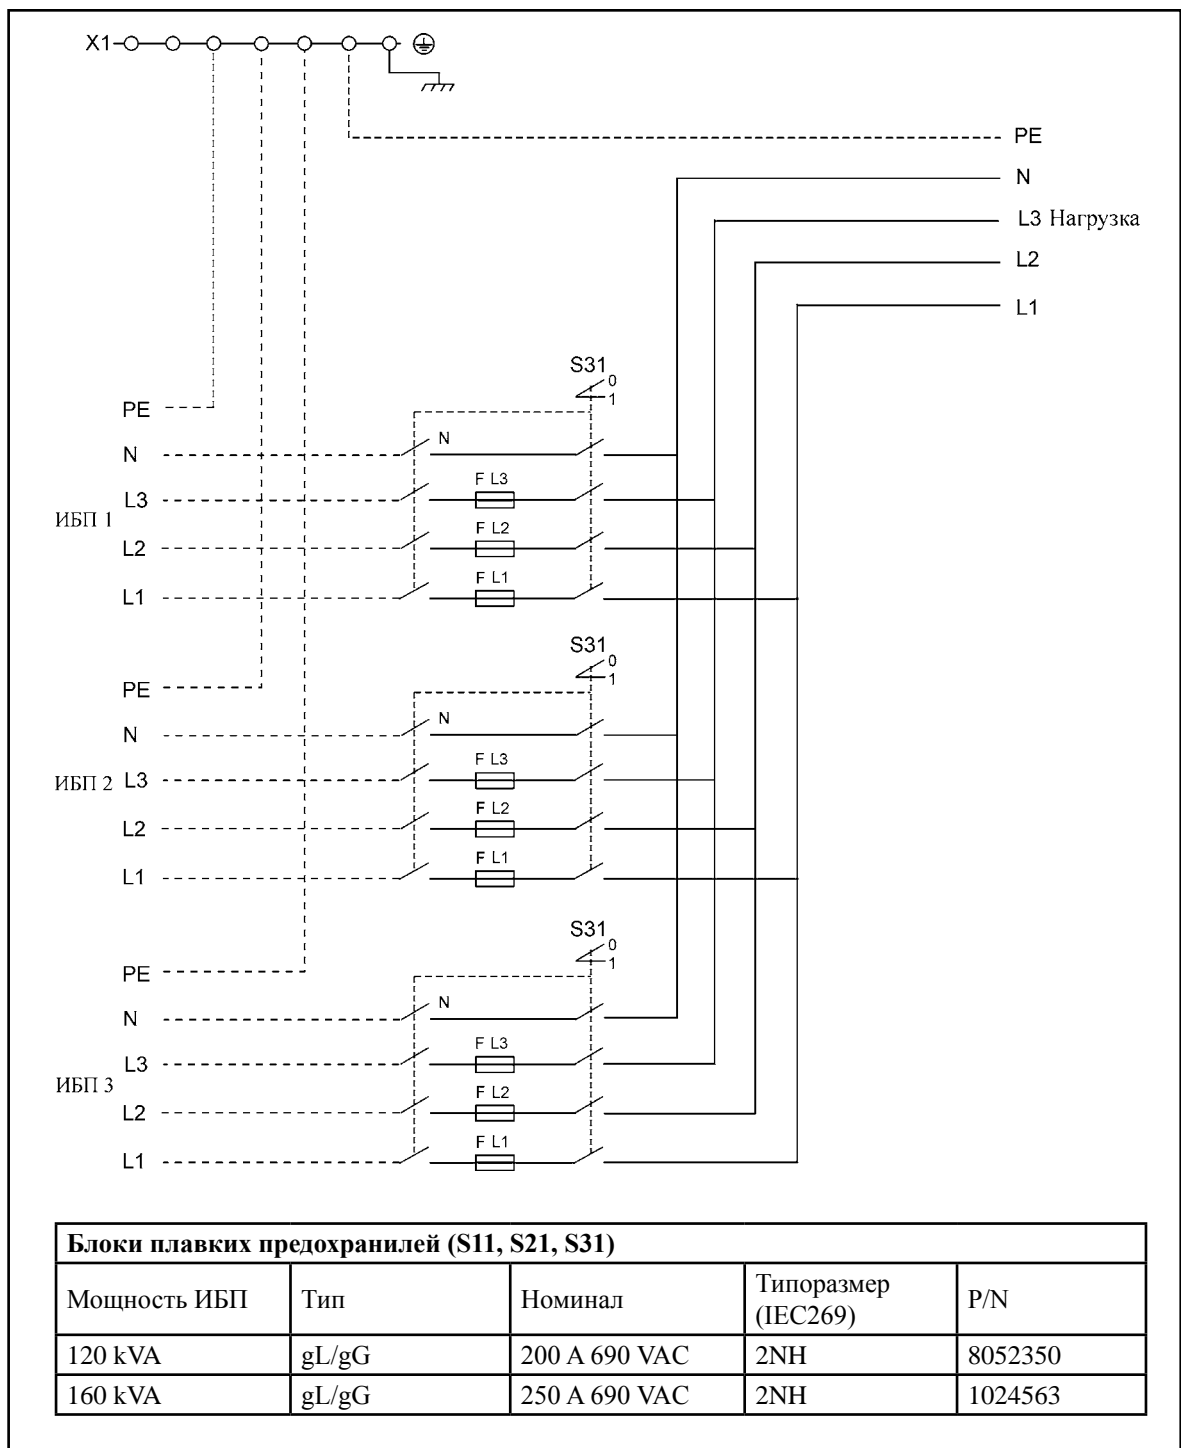 X1
PE
N
L3 Нагрузка
L2
L1
S31
0
1
PE
N
N
F L3
L3
ИБП 1
F L2
L2
F L1
L1
S31
0
1
PE
N
N
F L3
ИБП 2 L3
F L2
L2
F L1
L1
S31
0
1
PE
N
N
F L3
L3
ИБП 3
F L2
L2
F L1
L1
Блоки плавких предохранилей (S11, S21, S31)
Мощность ИБП Тип Номинал Типоразмер (IEC269) P/N
120 kVA gL/gG 200 A 690 VAC 2NH 8052350
160 kVA gL/gG 250 A 690 VAC 2NH 1024563